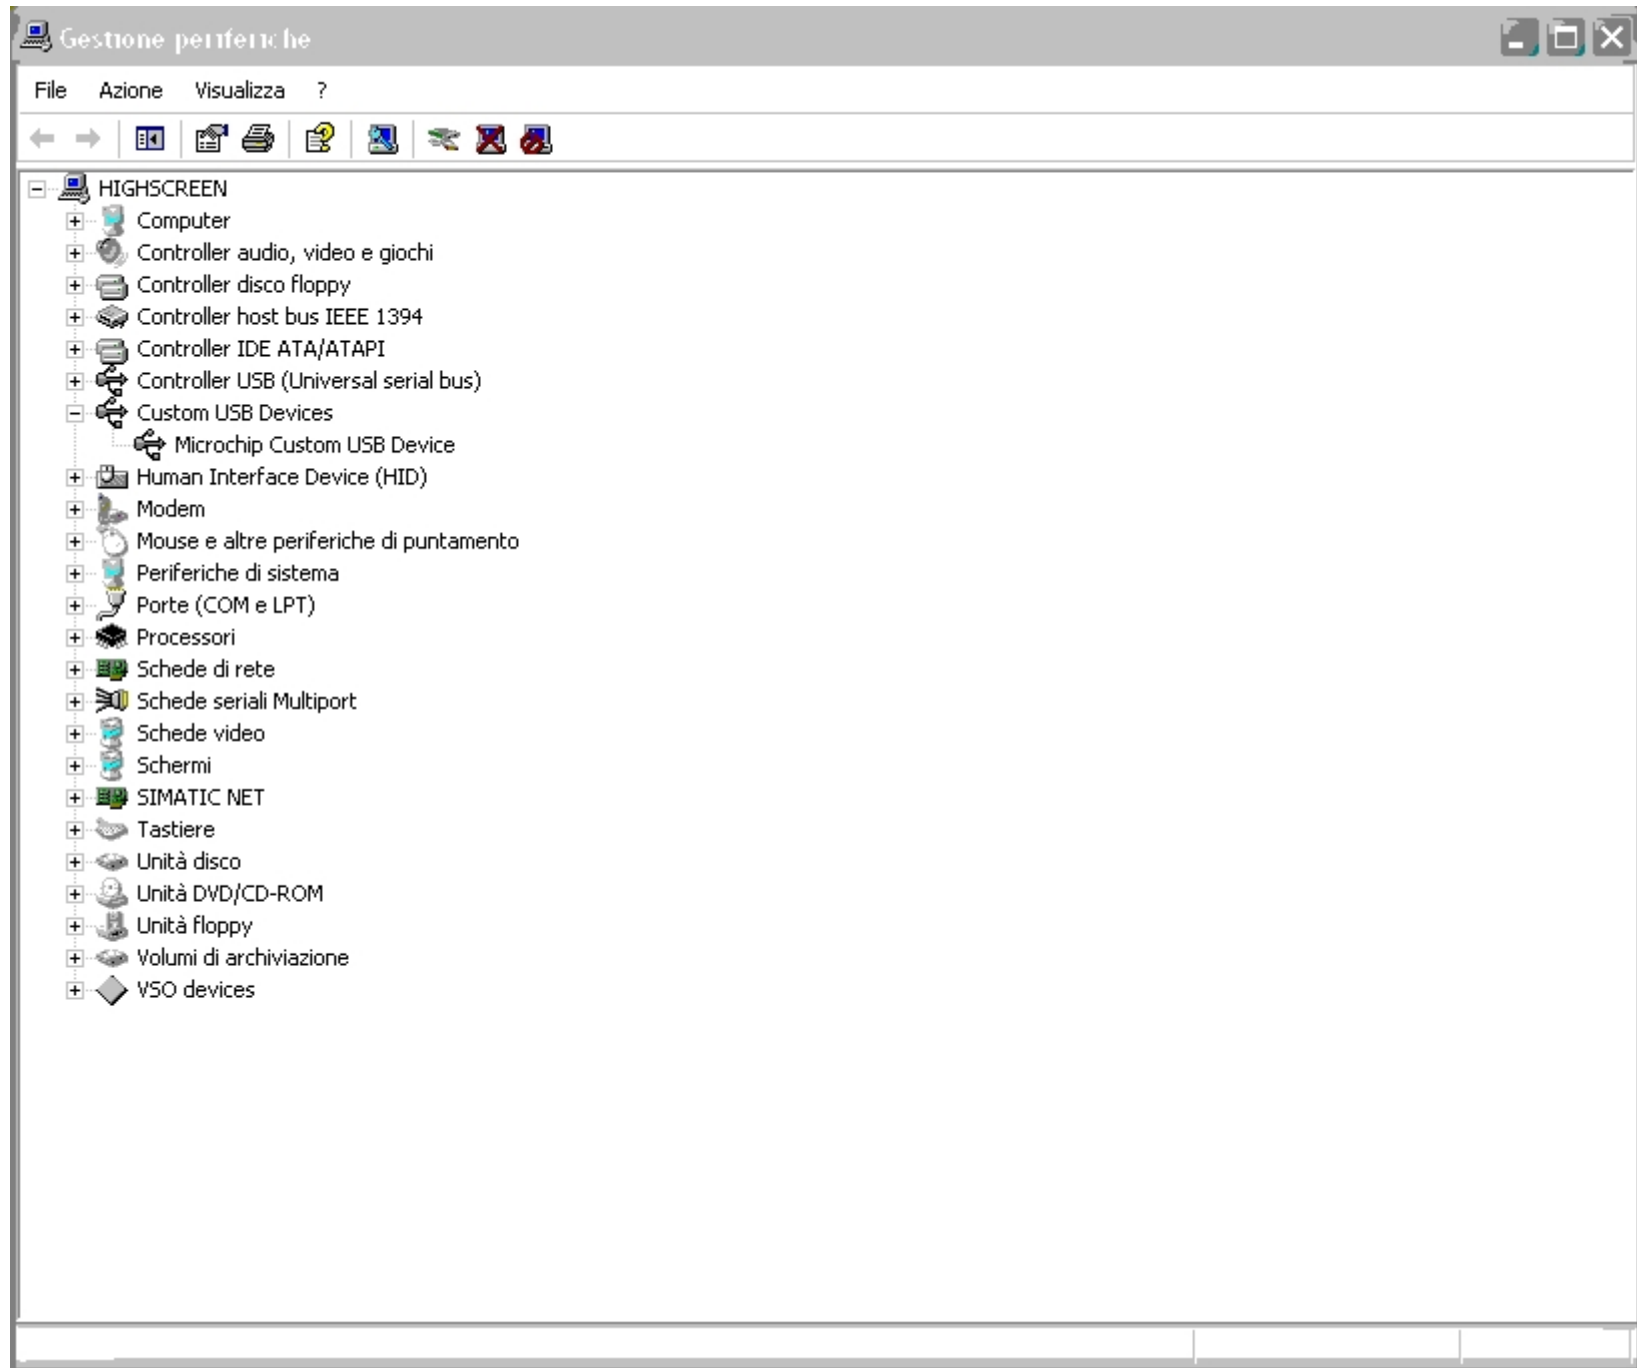 Gestione periferiche
File Azione Visualizza ?
HIGHSCREEN
Computer
Controller audio, video e giochi
Controller disco floppy
Controller host bus IEEE 1394
Controller IDE ATA/ATAPI
Controller USB (Universal serial bus)
Custom USB Devices
Microchip Custom USB Device
Human Interface Device (HID)
Modem
Mouse e altre periferiche di puntamento
Periferiche di sistema
Porte (COM e LPT)
Processori
Schede di rete
Schede seriali Multiport
Schede video
Schermi
SIMATIC NET
Tastiere
Unità disco
Unità DVD/CD-ROM
Unità floppy
Volumi di archiviazione
VSO devices